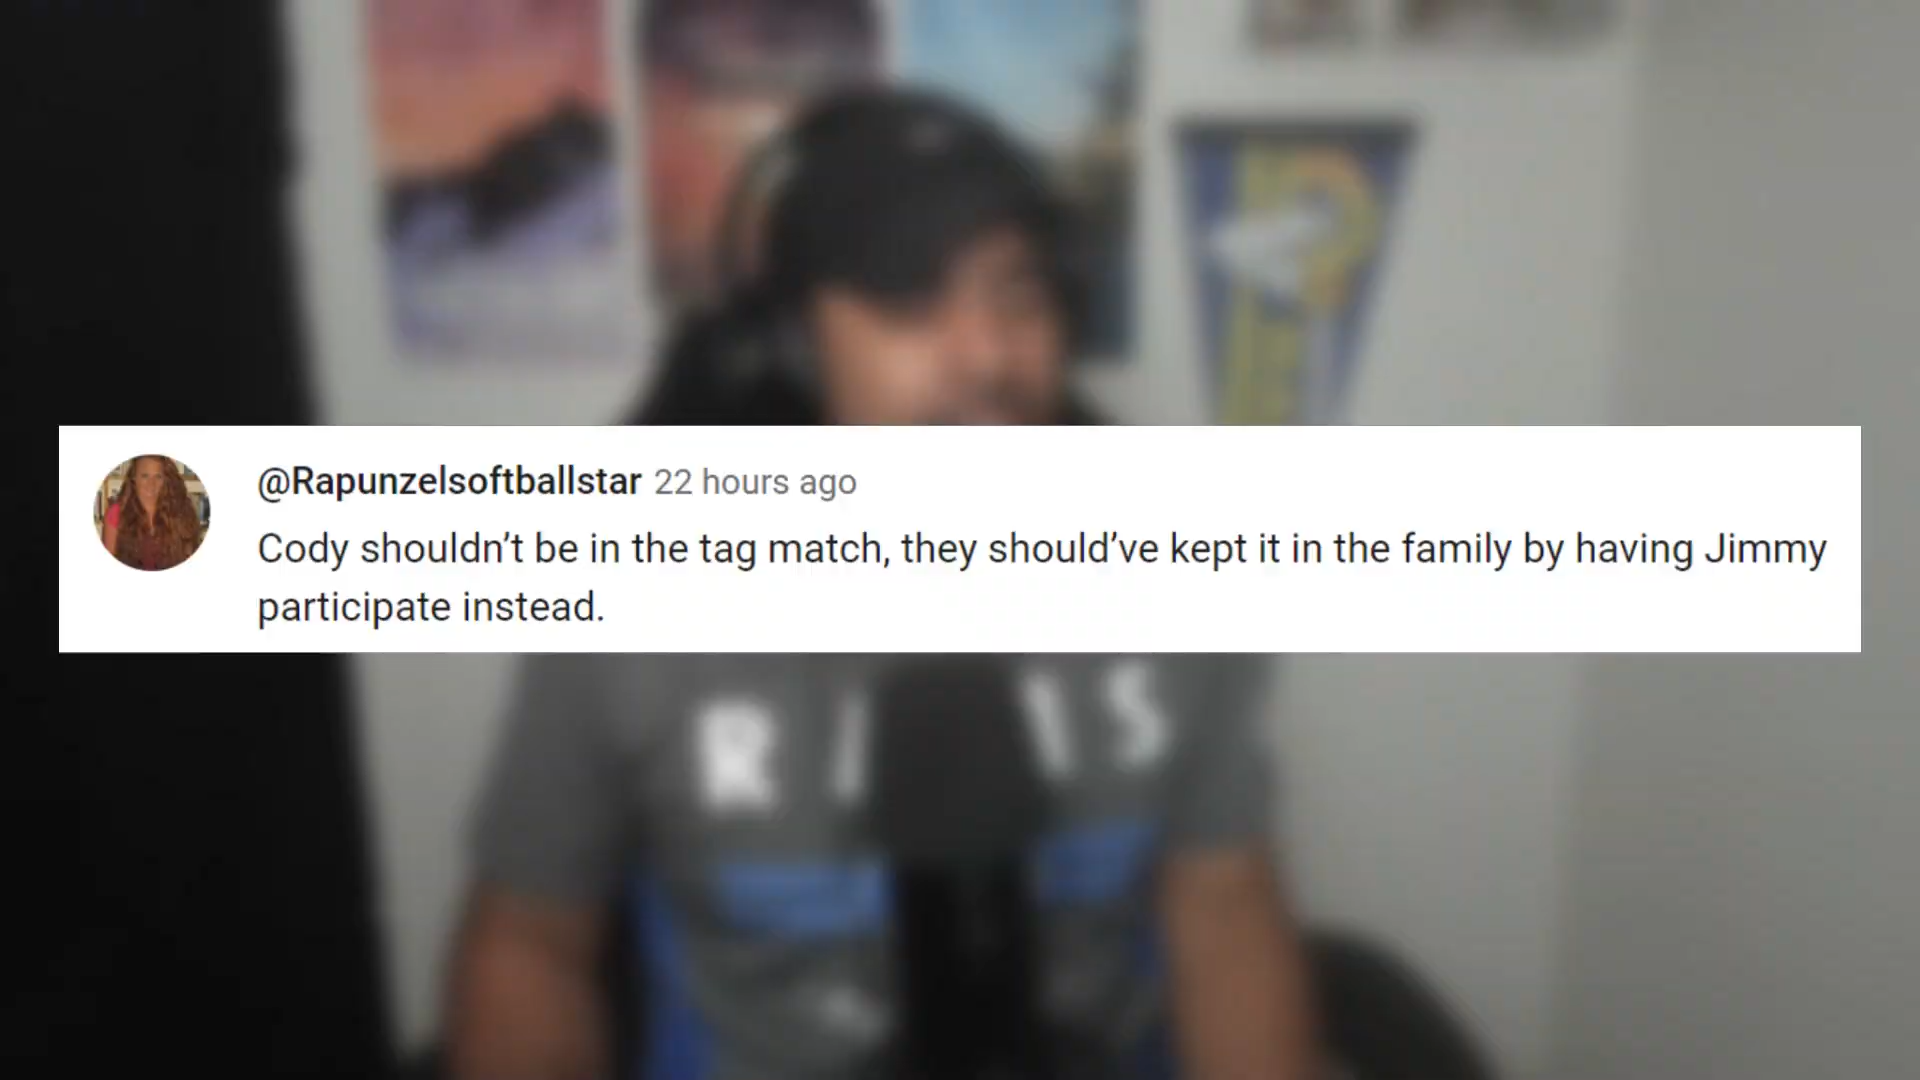 @Rapunzelsoftballstar 22 hours ago
Cody shouldn’t be in the tag match, they should’ve kept it in the family by having Jimmy
participate instead.